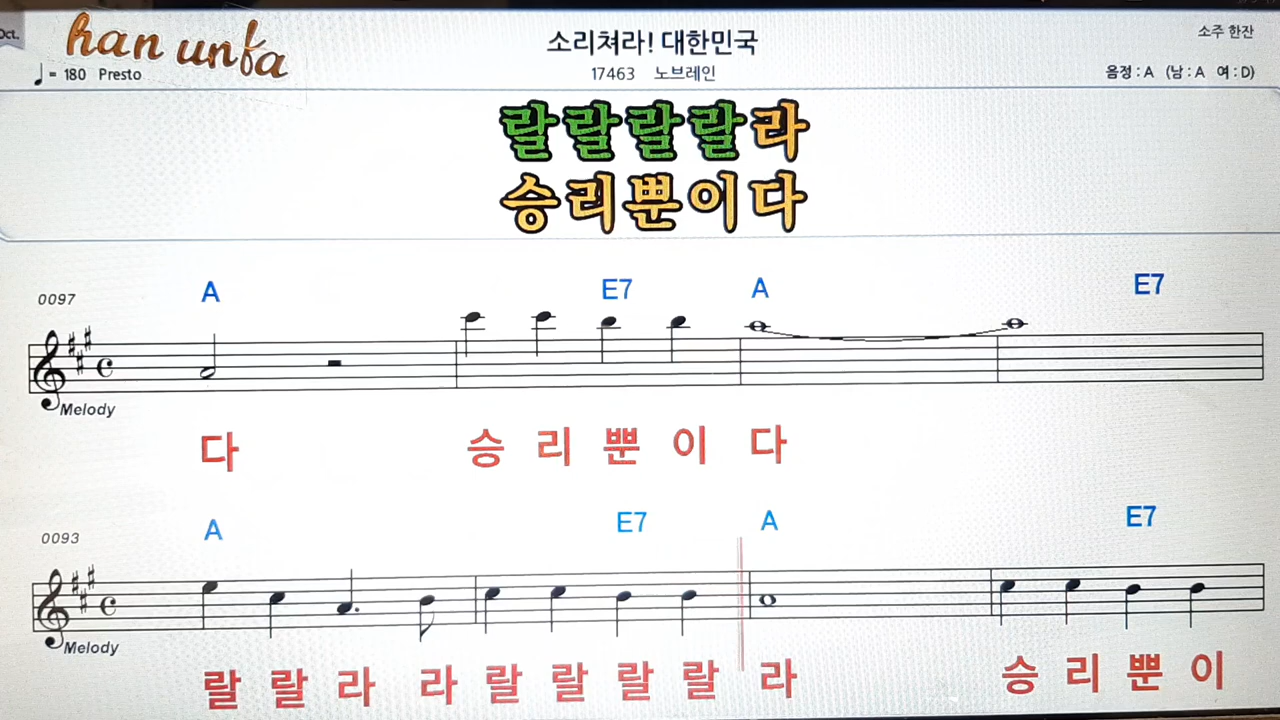 Oct.
han unfa
소리쳐라! 대한민국
소주 한잔
= 180 Presto
17463 노브레인
음정 : A (남 : A 여 : D)
랄랄랄랄라
승리뿐이다
0097
A E7 A E7
Melody
다 승 리 뿐 이 다
0093
A E7 A E7
Melody
랄 랄 라 라 랄 랄 랄 랄 라 승 리 뿐 이